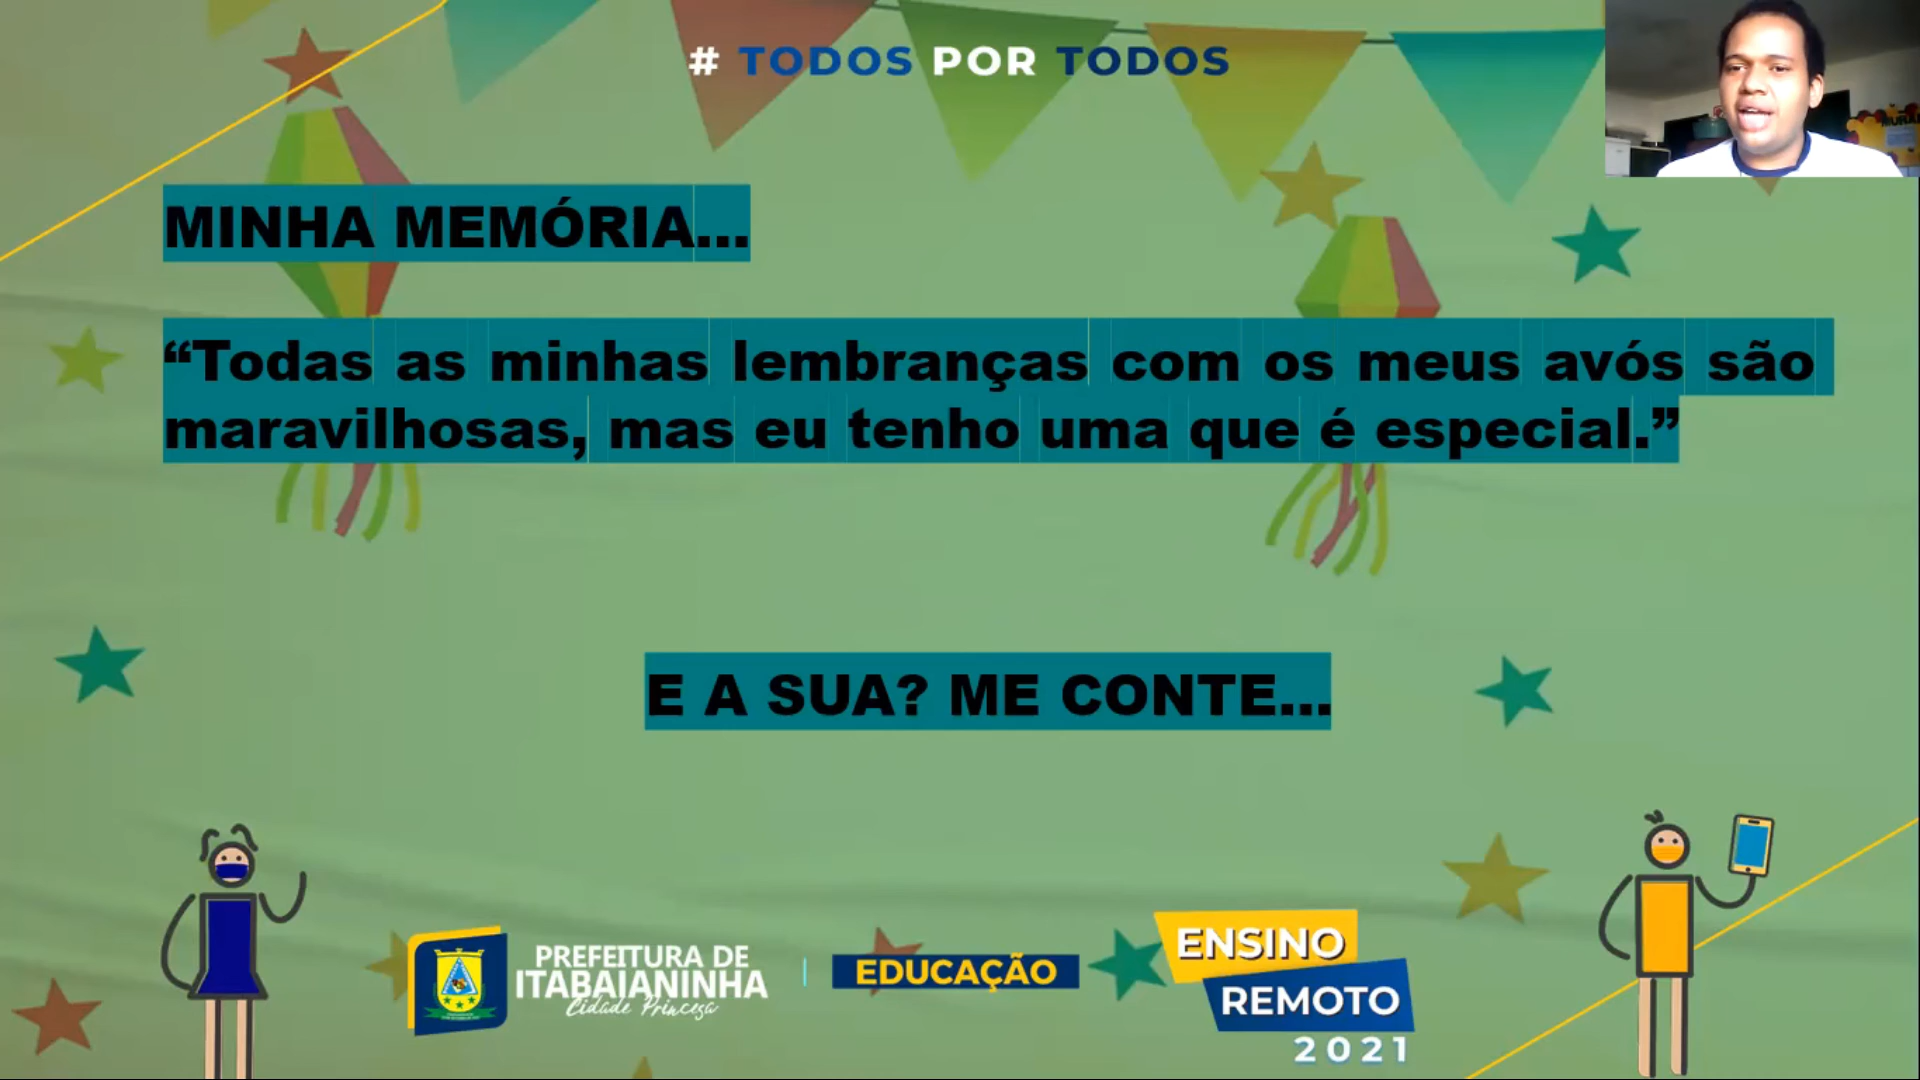 # TODOS POR TODOS
MINHA MEMÓRIA...
“Todas as minhas lembranças com os meus avós são
maravilhosas, mas eu tenho uma que é especial.”
E A SUA? ME CONTE...
PREFEITURA DE
ITABAIANINHA
Cidade Princesa
EDUCAÇÃO
ENSINO
REMOTO
2021